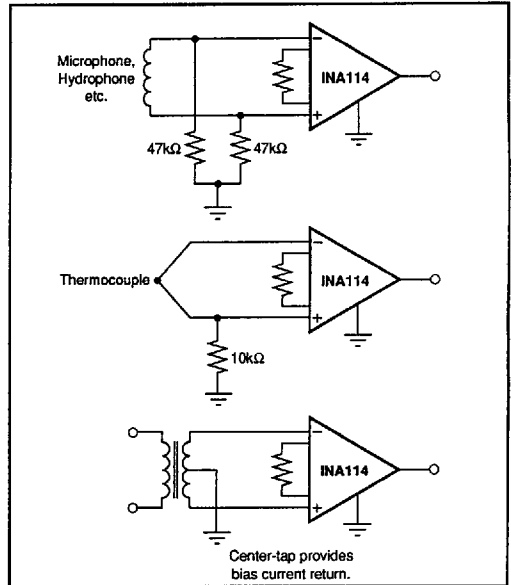 Microphone,
Hydrophone
etc.
−
INA114
+
47kΩ
47kΩ
−
Thermocouple
INA114
+
10kΩ
−
INA114
+
Center-tap provides
bias current return.